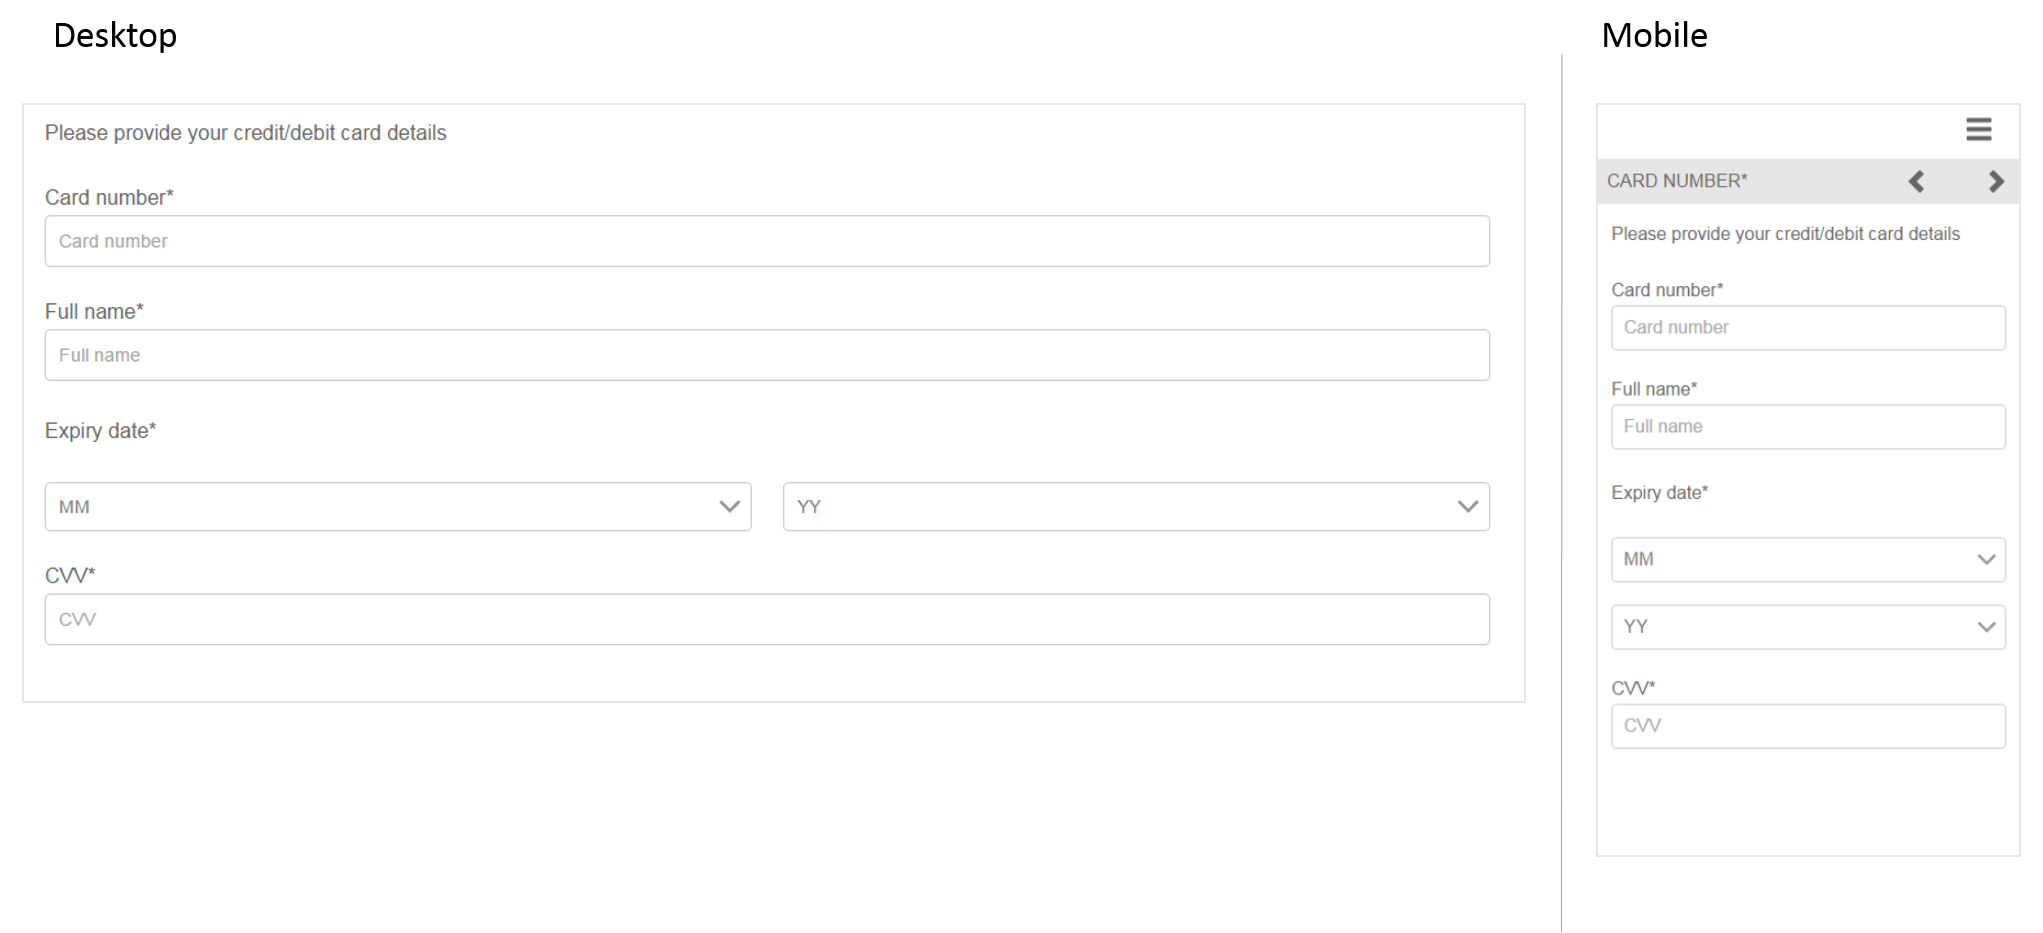 Desktop
Please provide your credit/debit card details
Card number*
Card number
Full name*
Full name
Expiry date*
MM
YY
CVV*
CVV
Mobile
CARD NUMBER*
Please provide your credit/debit card details
Card number*
Card number
Full name*
Full name
Expiry date*
MM
YY
CVV*
CVV